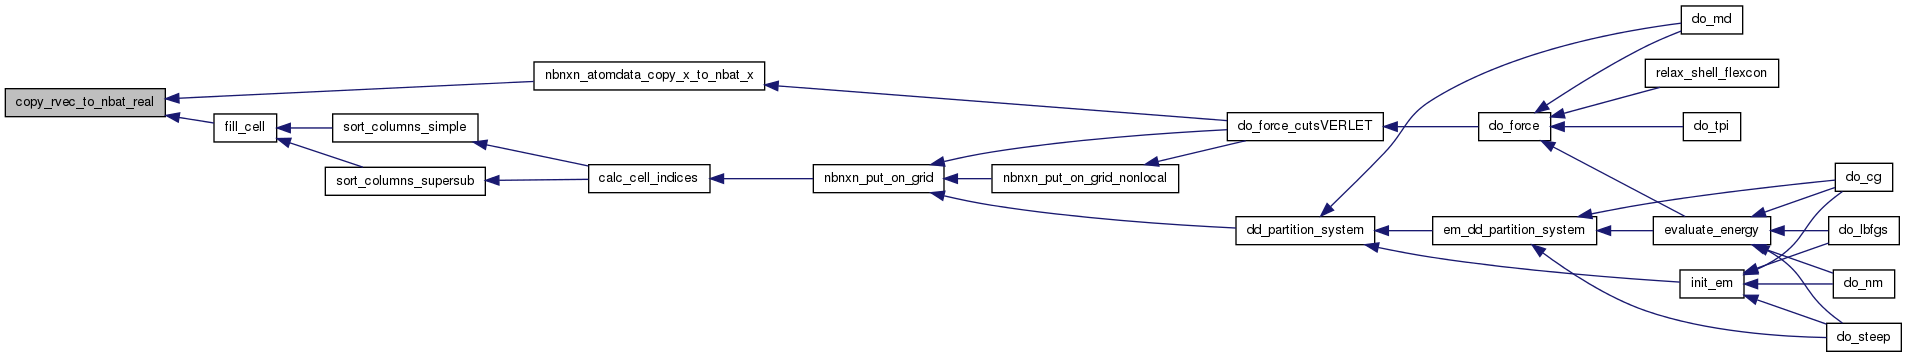 copy_rvec_to_nbat_real
nbnxn_atomdata_copy_x_to_nbat_x
fill_cell
sort_columns_simple
sort_columns_supersub
calc_cell_indices
nbnxn_put_on_grid
nbnxn_put_on_grid_nonlocal
do_force_cutsVERLET
dd_partition_system
em_dd_partition_system
do_force
do_md
relax_shell_flexcon
do_tpi
evaluate_energy
init_em
do_cg
do_lbfgs
do_nm
do_steep